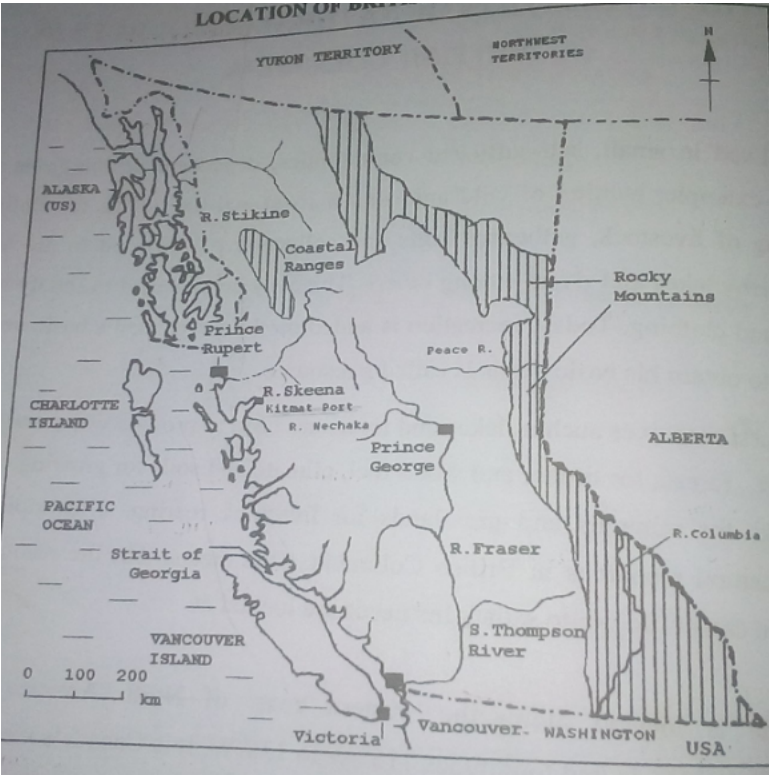 LOCATION OF
YUKON TERRITORY
NORTHWEST
TERRITORIES
N
ALASKA
(US)
R.Stikine
Coastal
Ranges
Rocky
Mountains
Prince
Rupert
Peace R.
R.Skeena
Kitmat Port
R. Nechaka
CHARLOTTE
ISLAND
Prince
George
ALBERTA
PACIFIC
OCEAN
R.Columbia
Strait of
Georgia
R.Fraser
S.Thompson
River
VANCOUVER
ISLAND
0 100 200
km
Victoria
Vancouver.
WASHINGTON
USA